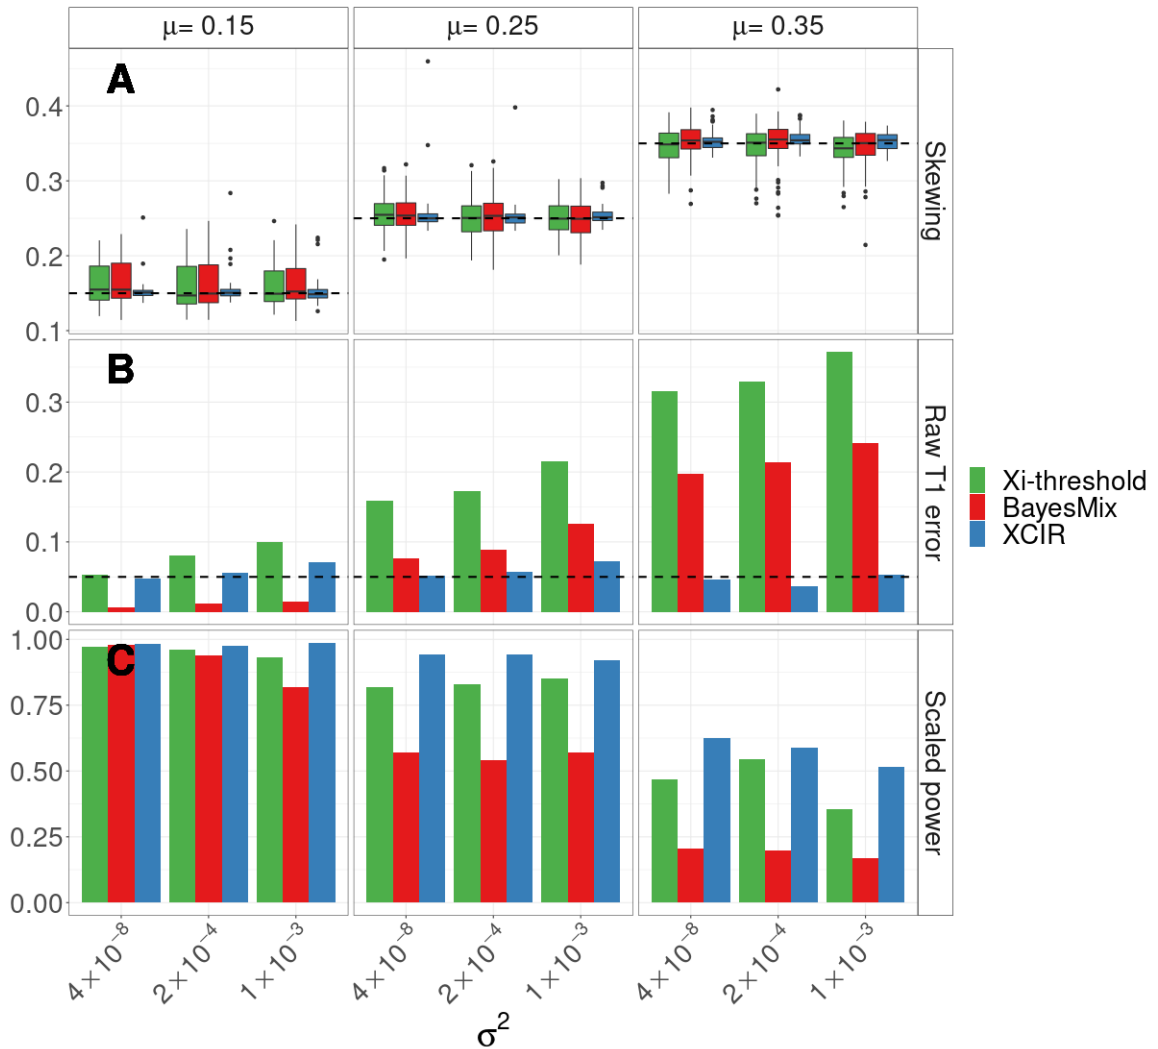 μ= 0.15
μ= 0.25
μ= 0.35
A
0.4
0.3
0.2
0.1
Skewing
B
0.3
0.2
0.1
0.0
Raw T1 error
Xi-threshold
BayesMix
XCIR
C
1.00
0.75
0.50
0.25
0.00
Scaled power
4×10⁻⁸
2×10⁻⁴
1×10⁻³
4×10⁻⁸
2×10⁻⁴
1×10⁻³
4×10⁻⁸
2×10⁻⁴
1×10⁻³
σ²